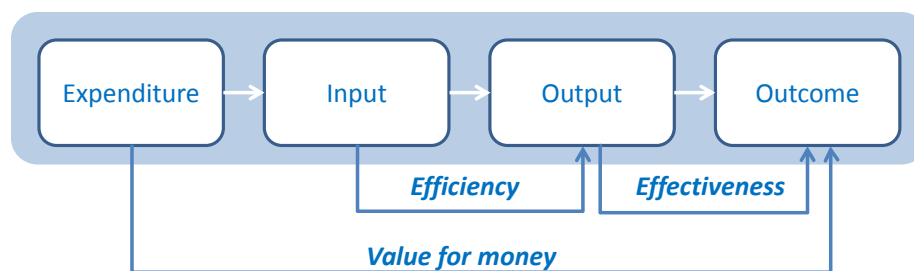 Expenditure
Input
Output
Outcome
Efficiency
Effectiveness
Value for money